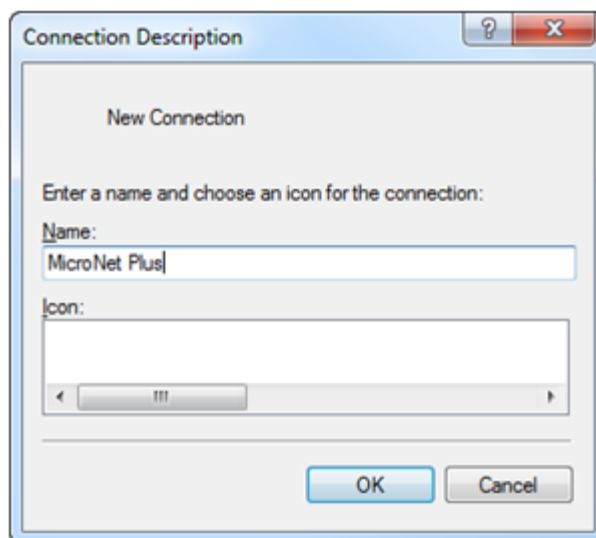 Connection Description
New Connection
Enter a name and choose an icon for the connection:
Name:
MicroNet Plus
Icon:
OK Cancel